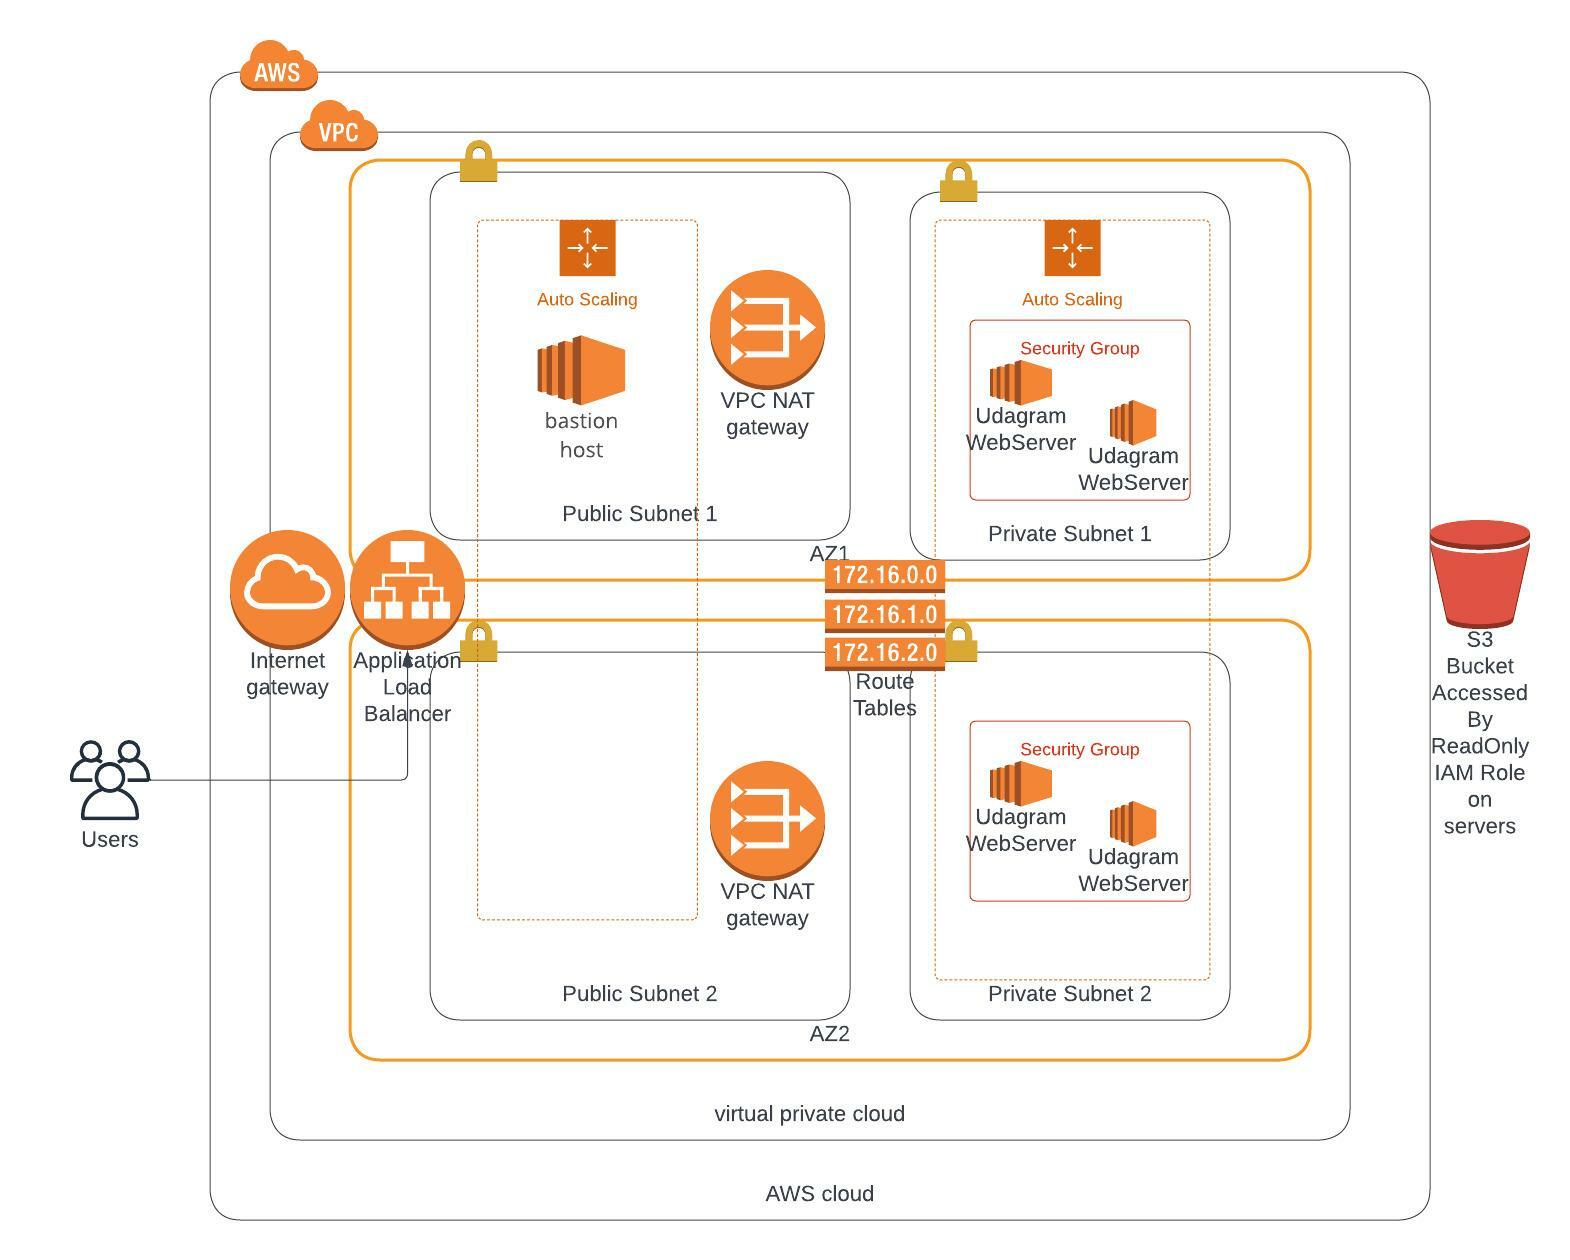 AWS
VPC
Auto Scaling
bastion
host
VPC NAT
gateway
Public Subnet 1
Auto Scaling
Security Group
Udagram
WebServer
Udagram
WebServer
Private Subnet 1
AZ1
172.16.0.0
172.16.1.0
172.16.2.0
Route
Tables
Internet
gateway
Application
Load
Balancer
Users
S3
Bucket
Accessed
By
ReadOnly
IAM Role
on
servers
VPC NAT
gateway
Public Subnet 2
Security Group
Udagram
WebServer
Udagram
WebServer
Private Subnet 2
AZ2
virtual private cloud
AWS cloud